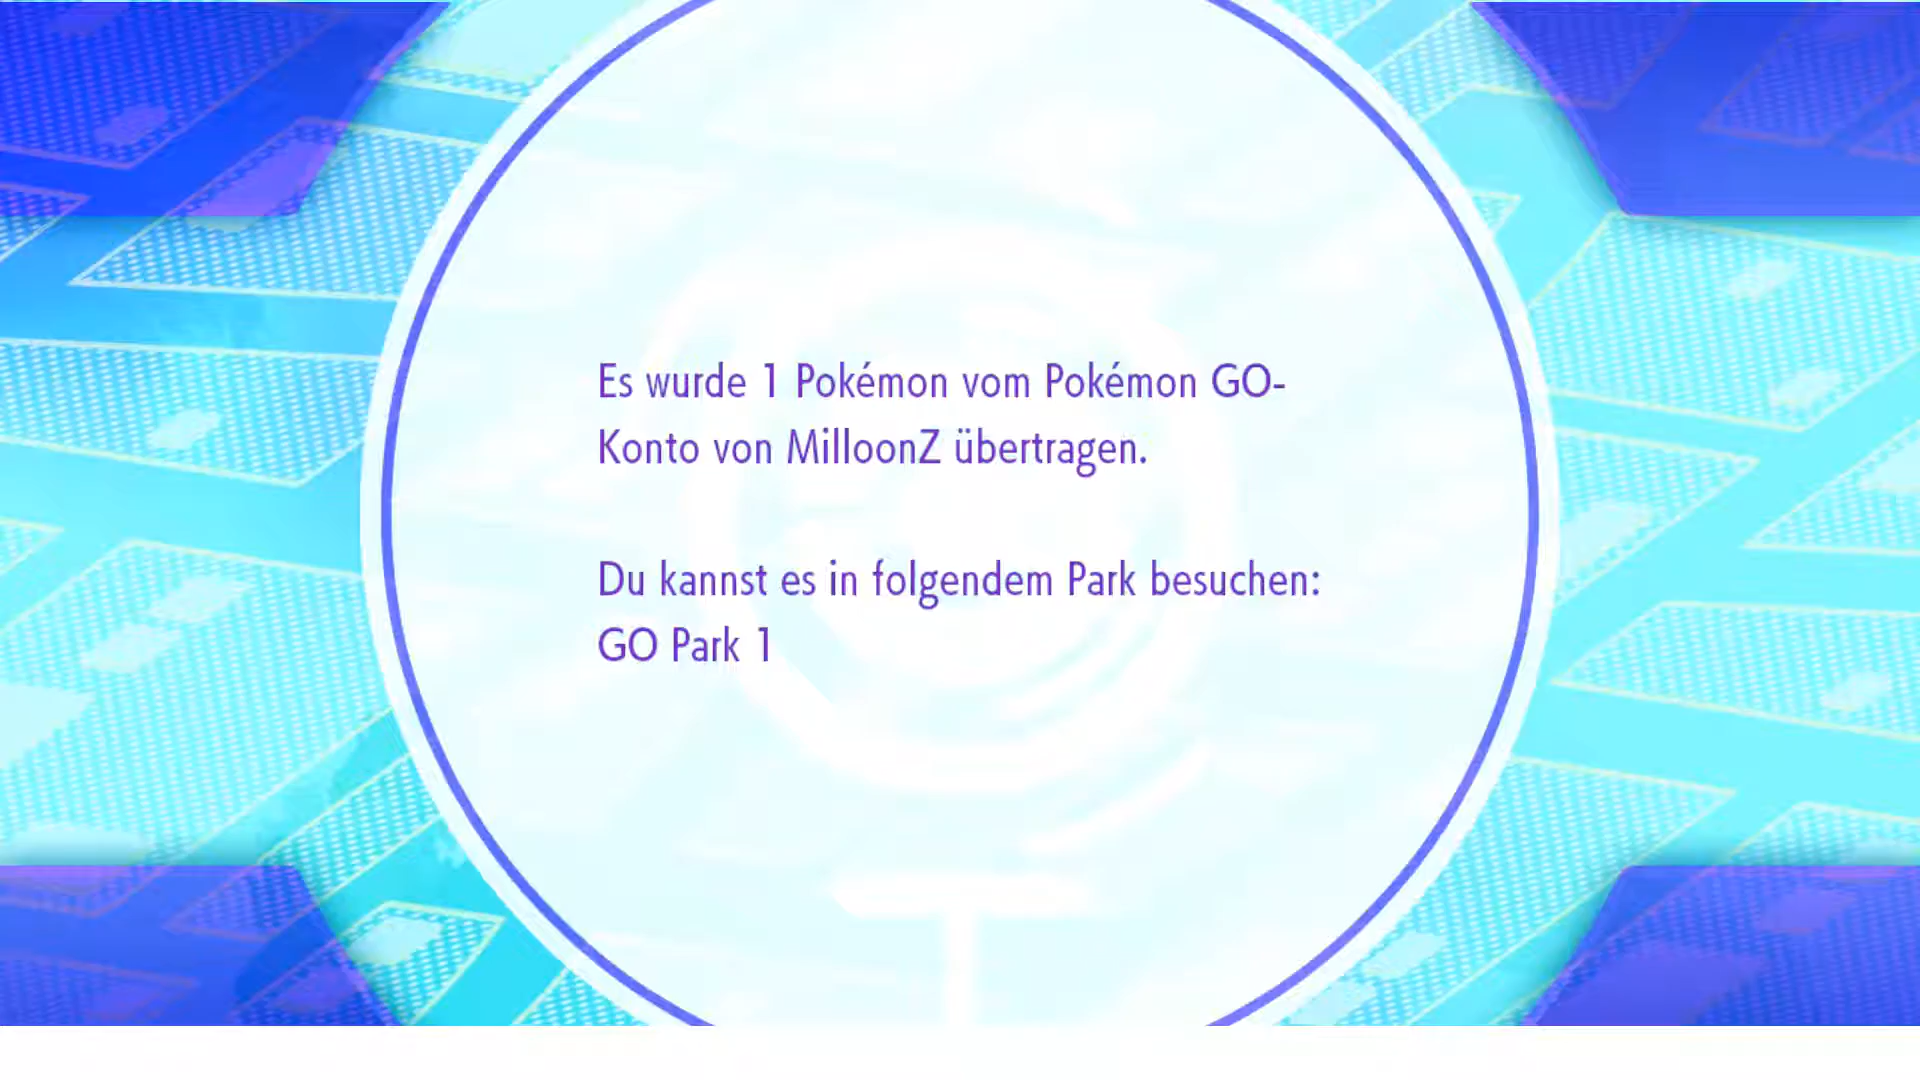 Es wurde 1 Pokémon vom Pokémon GO-
Konto von MilloonZ übertragen.
Du kannst es in folgendem Park besuchen:
GO Park 1